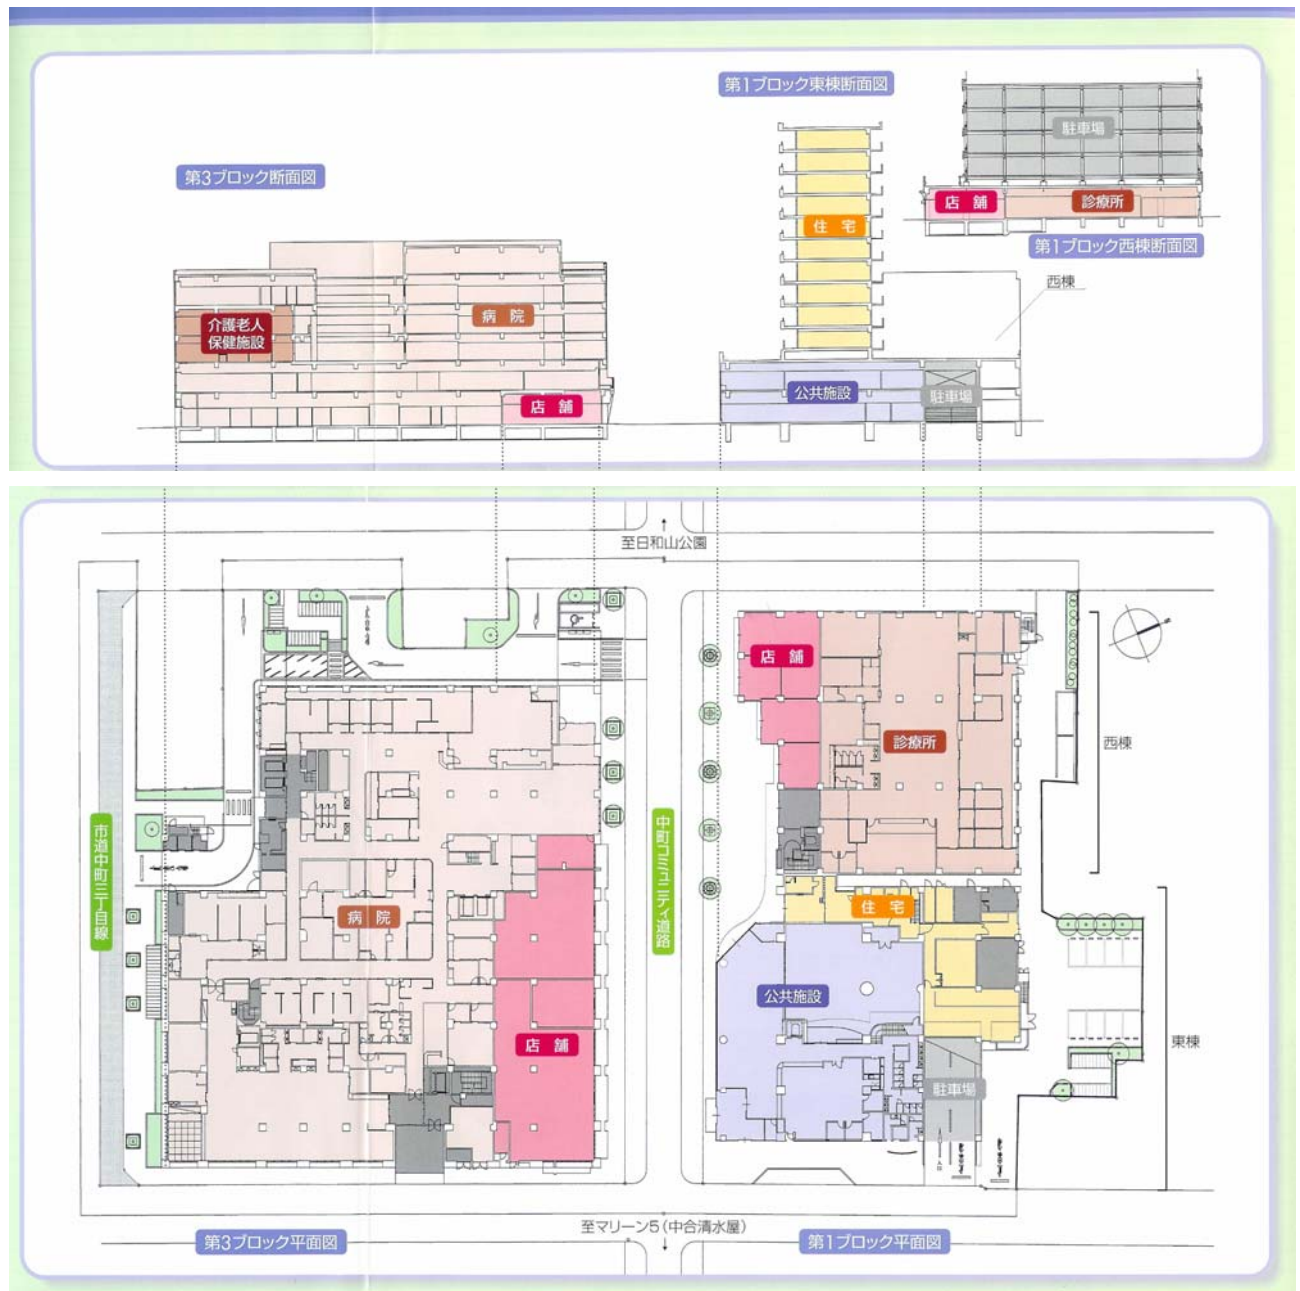 第1ブロック東棟断面図
駐車場
第3ブロック断面図
店舗
診療所
住宅
第1ブロック西棟断面図
西棟
介護老人
保健施設
病院
公共施設
駐車場
店舗
至日和山公園
店舗
診療所
西棟
市道中町三丁目線
中町コミュニティ道路
病院
住宅
公共施設
店舗
東棟
駐車場
入口
至マリーン5(中合清水屋)
第3ブロック平面図
第1ブロック平面図